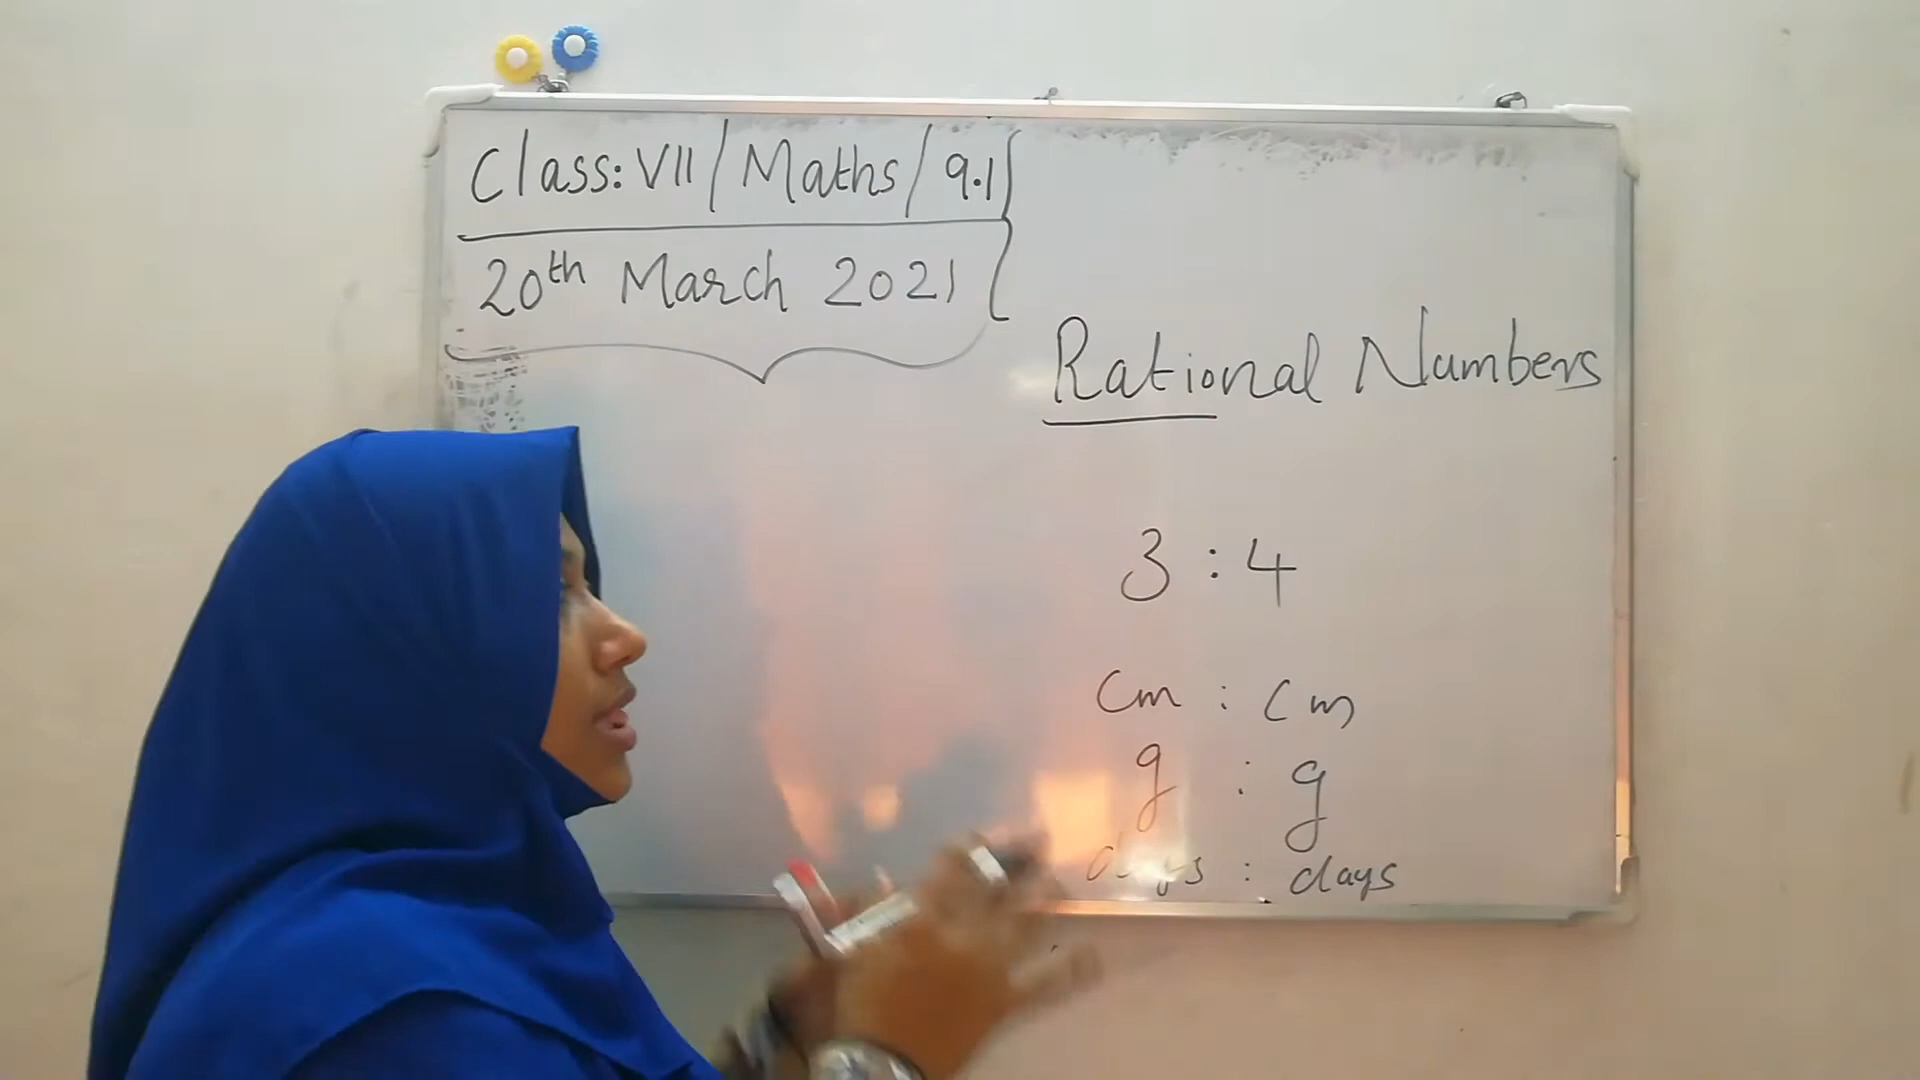 Class: VII / Maths / 9.1
20th March 2021
Rational Numbers
3 : 4
cm : cm
g : g
days : days